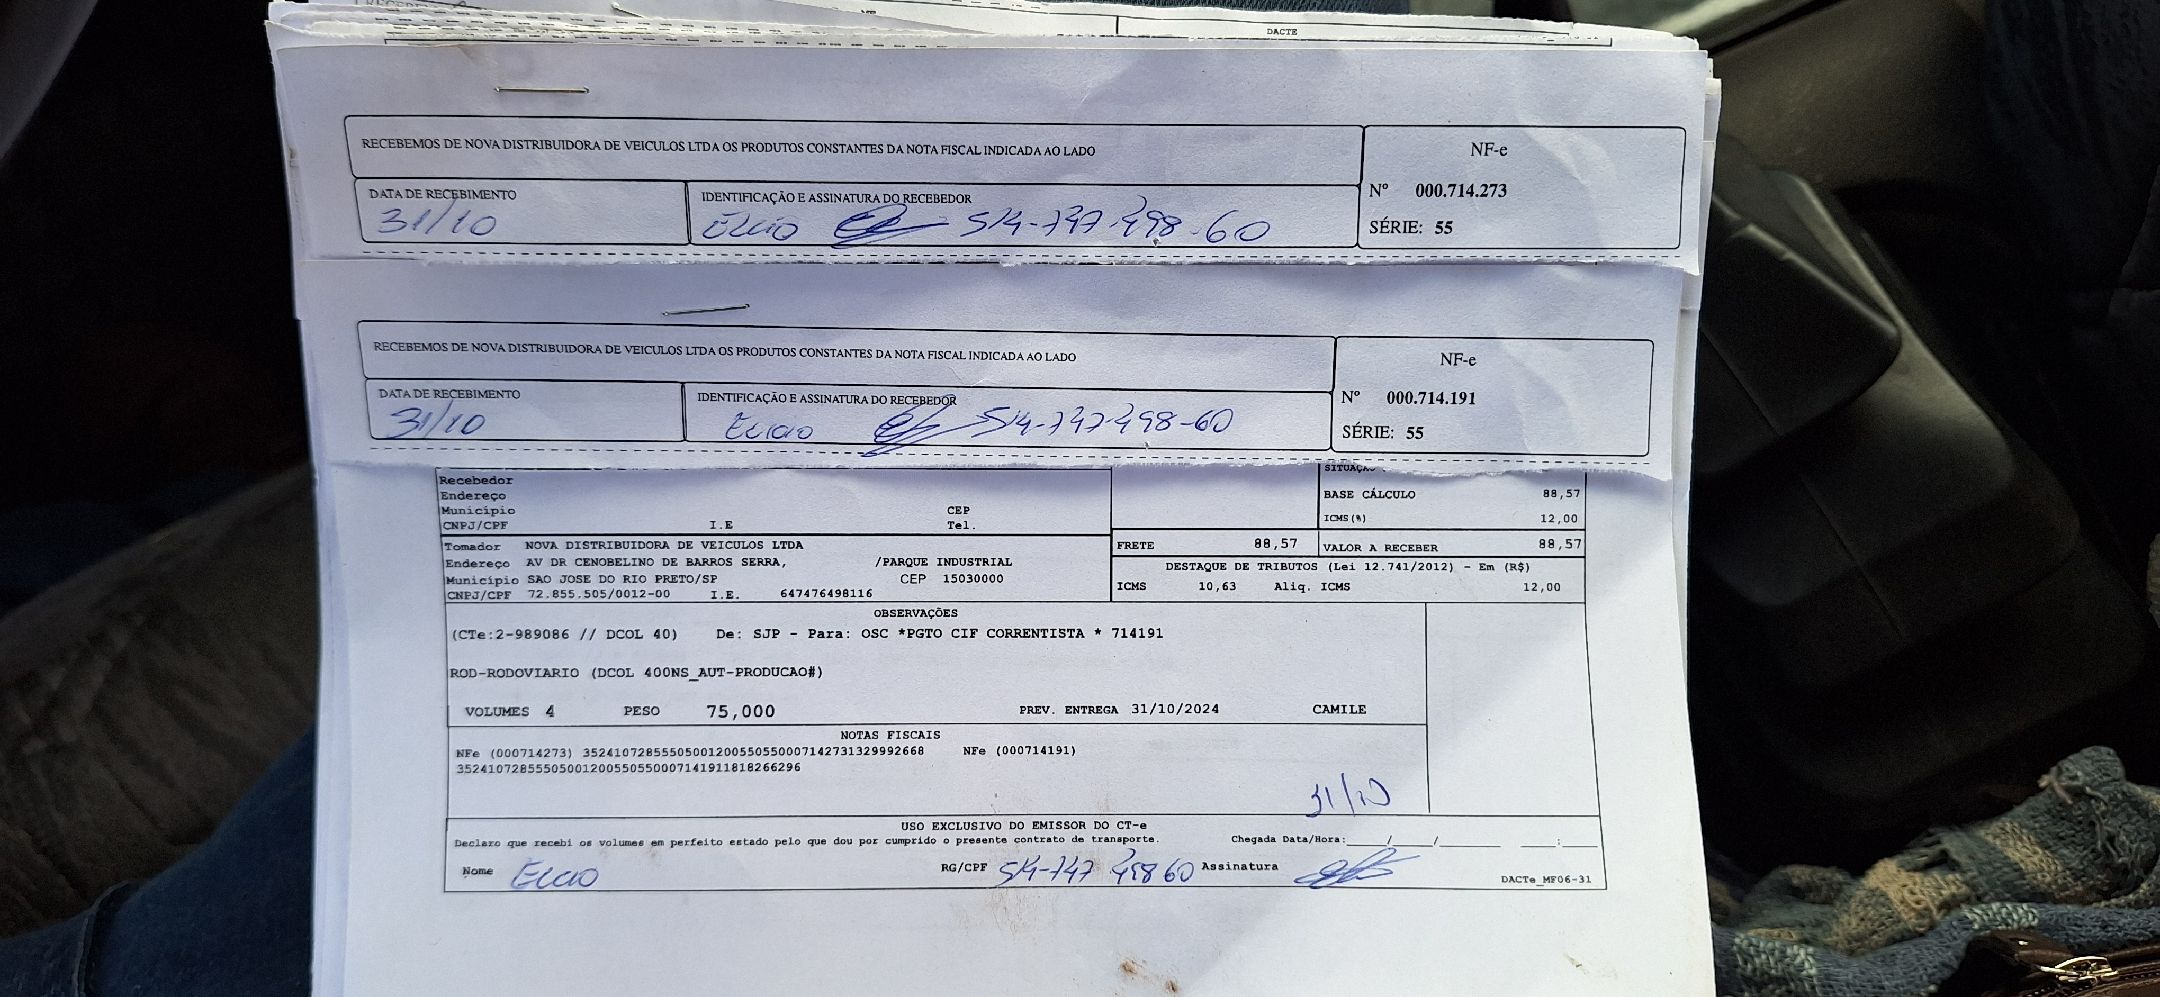 DACTE
RECEBEMOS DE NOVA DISTRIBUIDORA DE VEICULOS LTDA OS PRODUTOS CONSTANTES DA NOTA FISCAL INDICADA AO LADO
NF-e
Nº 000.714.273
SÉRIE: 55
DATA DE RECEBIMENTO
31/10
IDENTIFICAÇÃO E ASSINATURA DO RECEBEDOR
Elcio
RECEBEMOS DE NOVA DISTRIBUIDORA DE VEICULOS LTDA OS PRODUTOS CONSTANTES DA NOTA FISCAL INDICADA AO LADO
NF-e
Nº 000.714.191
SÉRIE: 55
DATA DE RECEBIMENTO
31/10
IDENTIFICAÇÃO E ASSINATURA DO RECEBEDOR
Recebedor
Endereço
Município CEP
CNPJ/CPF I.E Tel.
BASE CÁLCULO 88,57
ICMS(%) 12,00
FRETE 88,57 VALOR A RECEBER 88,57
Tomador NOVA DISTRIBUIDORA DE VEICULOS LTDA
Endereço AV DR CENOBELINO DE BARROS SERRA, /PARQUE INDUSTRIAL
Município SAO JOSE DO RIO PRETO/SP CEP 15030000
CNPJ/CPF 72.855.505/0012-00 I.E. 647476498116
DESTAQUE DE TRIBUTOS (Lei 12.741/2012) - Em (R$)
ICMS 10,63 Aliq. ICMS 12,00
OBSERVAÇÕES
(CTe:2-989086 // DCOL 40) De: SJP - Para: OSC *PGTO CIF CORRENTISTA * 714191
ROD-RODOVIARIO (DCOL 400NS_AUT-PRODUCAO#)
VOLUMES 4 PESO 75,000 PREV. ENTREGA 31/10/2024 CAMILE
NOTAS FISCAIS
NFe (000714273) 35241072855505001200550550007142731329992668 NFe (000714191)
35241072855505001200550550007141911818266296
31/10
USO EXCLUSIVO DO EMISSOR DO CT-e
Declaro que recebi os volumes em perfeito estado pelo que dou por cumprido o presente contrato de transporte. Chegada Data/Hora:____/____/________ ____:____
Nome Elcio RG/CPF Assinatura
DACTe_MF06-31